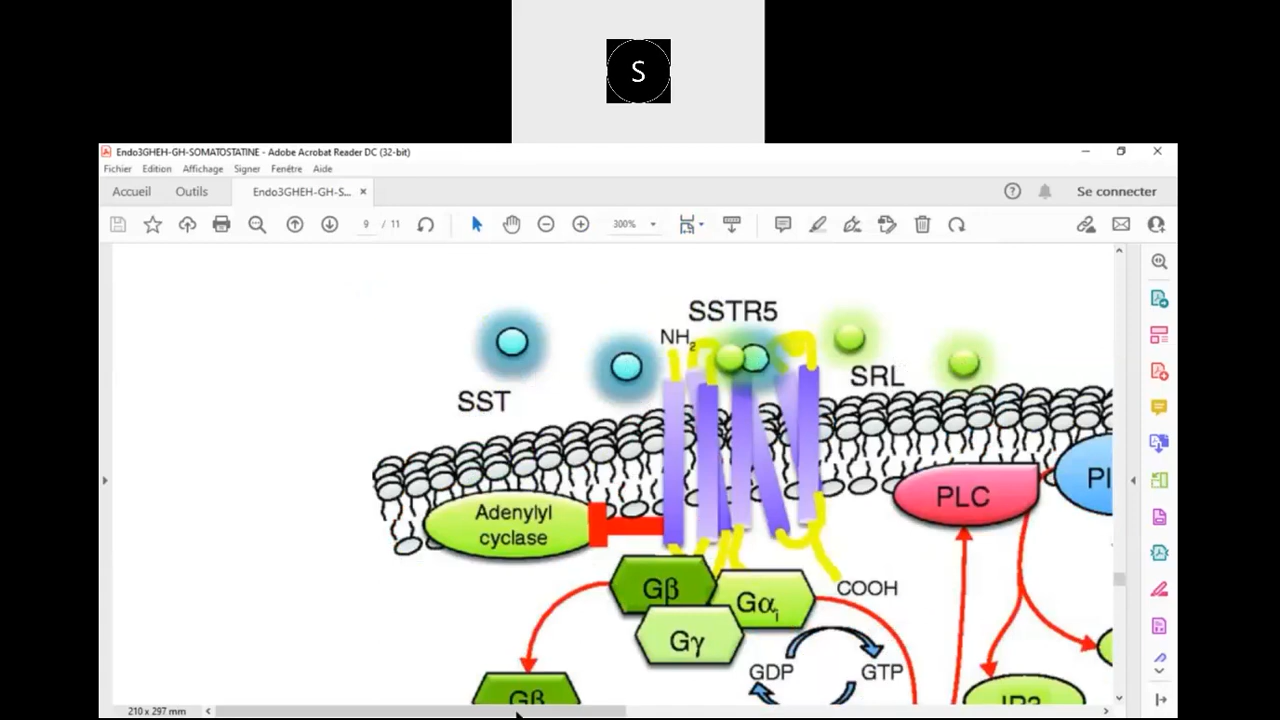 S
Endo3GHEH-GH-SOMATOSTATINE - Adobe Acrobat Reader DC (32-bit)
Fichier Edition Affichage Signer Fenêtre Aide
Accueil Outils Endo3GHEH-GH-S... × Se connecter
9 / 11 300%
SSTR5
NH2
SRL
SST
PLC
PI
Adenylyl
cyclase
Gβ
Gαi
COOH
Gγ
GDP GTP
Gβ
IP3
210 x 297 mm